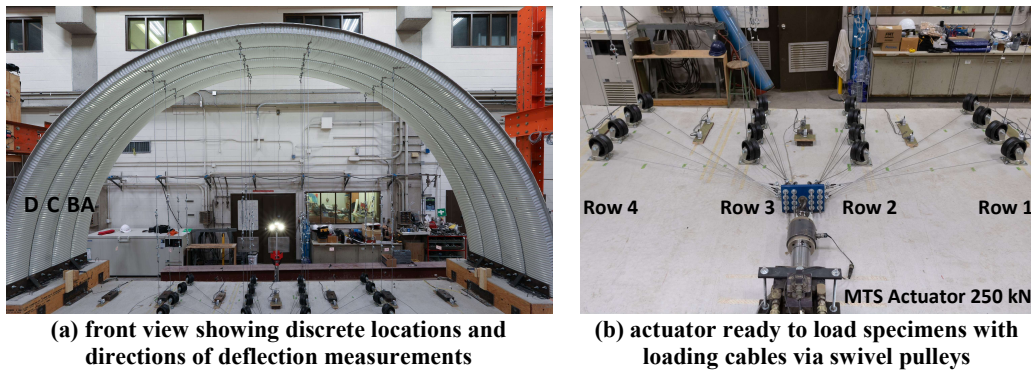 D C BA
Row 4 Row 3 Row 2 Row 1
MTS Actuator 250 kN
(a) front view showing discrete locations and
directions of deflection measurements
(b) actuator ready to load specimens with
loading cables via swivel pulleys